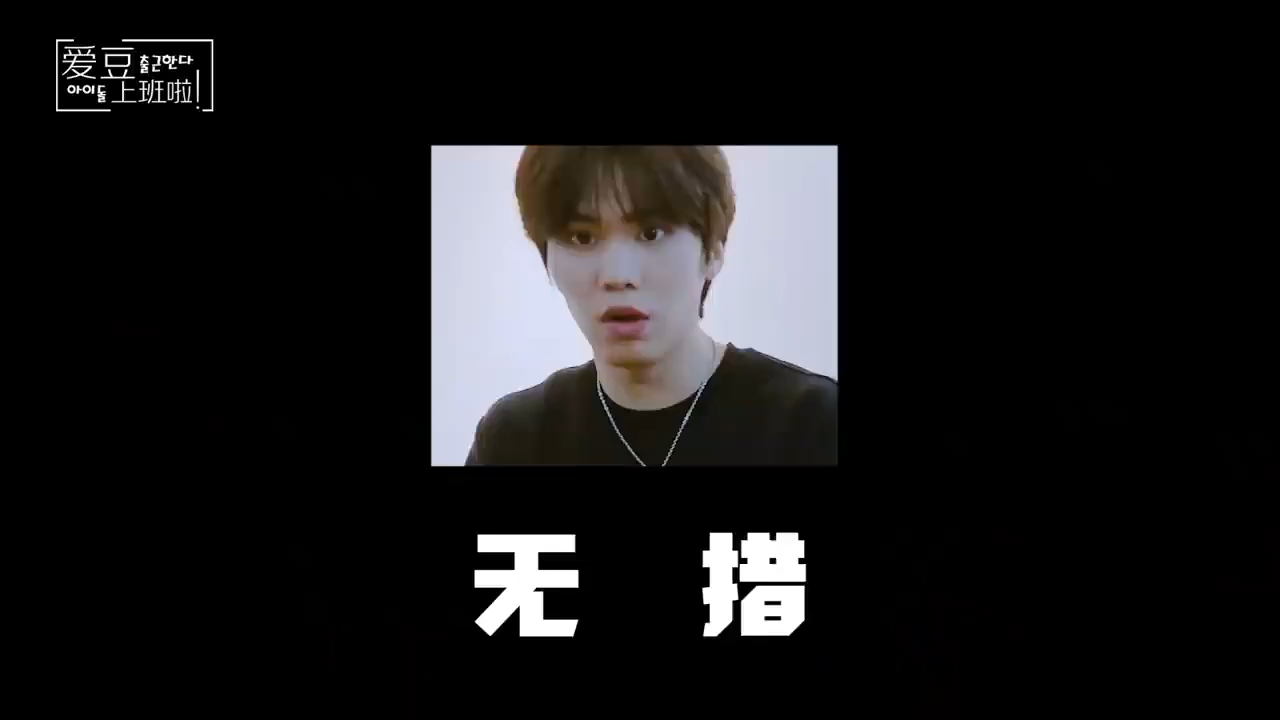 爱豆 출근한다
아이돌 上班啦!
无 措